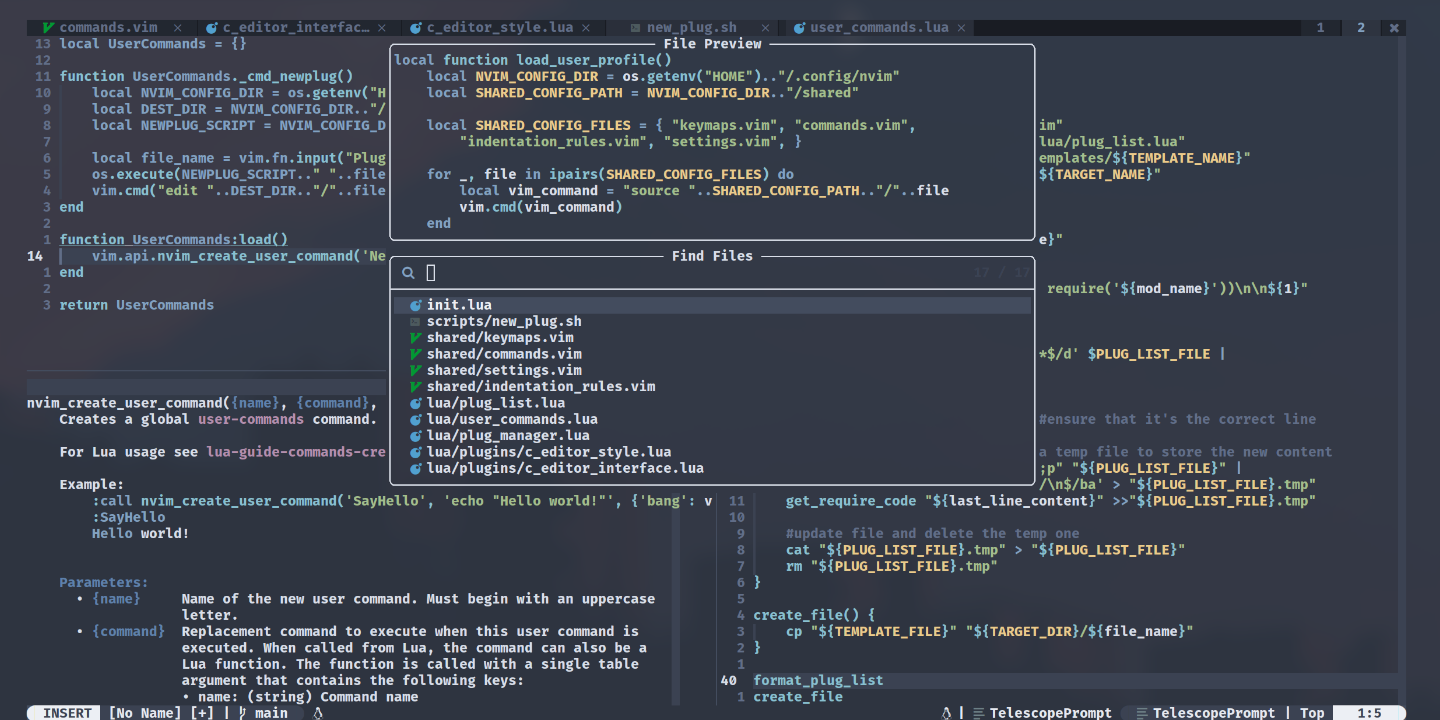 commands.vim × c_editor_interfac… × c_editor_style.lua × new_plug.sh × user_commands.lua × 1 2 ×
13 local UserCommands = {}
12
11 function UserCommands._cmd_newplug()
10     local NVIM_CONFIG_DIR = os.getenv("H
9     local DEST_DIR = NVIM_CONFIG_DIR.."/
8     local NEWPLUG_SCRIPT = NVIM_CONFIG_D
7
6     local file_name = vim.fn.input("Plug
5     os.execute(NEWPLUG_SCRIPT.." "..file
4     vim.cmd("edit "..DEST_DIR.."/"..file
3 end
2
1 function UserCommands:load()
14     vim.api.nvim_create_user_command('Ne
1 end
2
3 return UserCommands
File Preview
local function load_user_profile()
    local NVIM_CONFIG_DIR = os.getenv("HOME").."/.config/nvim"
    local SHARED_CONFIG_PATH = NVIM_CONFIG_DIR.."/shared"
    local SHARED_CONFIG_FILES = { "keymaps.vim", "commands.vim",
        "indentation_rules.vim", "settings.vim", }
    for _, file in ipairs(SHARED_CONFIG_FILES) do
        local vim_command = "source "..SHARED_CONFIG_PATH.."/"..file
        vim.cmd(vim_command)
    end
Find Files
17 / 17
init.lua
scripts/new_plug.sh
shared/keymaps.vim
shared/commands.vim
shared/settings.vim
shared/indentation_rules.vim
lua/plug_list.lua
lua/user_commands.lua
lua/plug_manager.lua
lua/plugins/c_editor_style.lua
lua/plugins/c_editor_interface.lua
im"
lua/plug_list.lua"
emplates/${TEMPLATE_NAME}"
${TARGET_NAME}"
e}"
require('${mod_name}'))\n\n${1}"
*$/d' $PLUG_LIST_FILE |
#ensure that it's the correct line
a temp file to store the new content
;p" "${PLUG_LIST_FILE}" |
/\n$/ba' > "${PLUG_LIST_FILE}.tmp"
11     get_require_code "${last_line_content}" >>"${PLUG_LIST_FILE}.tmp"
10
9     #update file and delete the temp one
8     cat "${PLUG_LIST_FILE}.tmp" > "${PLUG_LIST_FILE}"
7     rm "${PLUG_LIST_FILE}.tmp"
6 }
5
4 create_file() {
3     cp "${TEMPLATE_FILE}" "${TARGET_DIR}/${file_name}"
2 }
1
40 format_plug_list
1 create_file
nvim_create_user_command({name}, {command},
    Creates a global user-commands command.
    For Lua usage see lua-guide-commands-cre
    Example:
        :call nvim_create_user_command('SayHello', 'echo "Hello world!"', {'bang': v
        :SayHello
        Hello world!
    Parameters:
      • {name}     Name of the new user command. Must begin with an uppercase
                   letter.
      • {command}  Replacement command to execute when this user command is
                   executed. When called from Lua, the command can also be a
                   Lua function. The function is called with a single table
                   argument that contains the following keys:
                   • name: (string) Command name
INSERT [No Name] [+] | main
| TelescopePrompt TelescopePrompt | Top 1:5